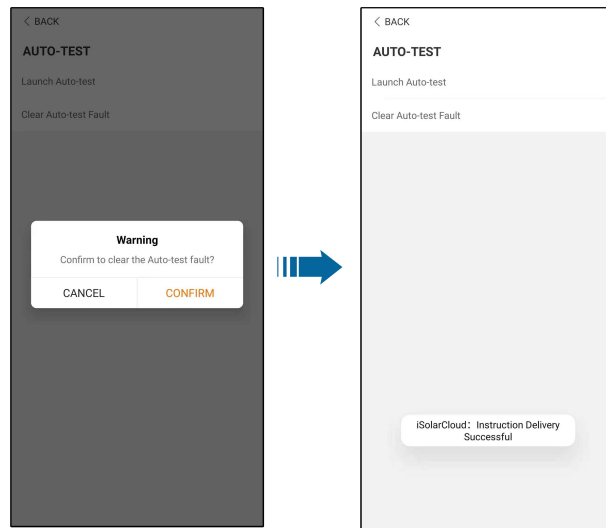 < BACK
AUTO-TEST
Launch Auto-test
Clear Auto-test Fault
Warning
Confirm to clear the Auto-test fault?
CANCEL CONFIRM
< BACK
AUTO-TEST
Launch Auto-test
Clear Auto-test Fault
iSolarCloud：Instruction Delivery
Successful